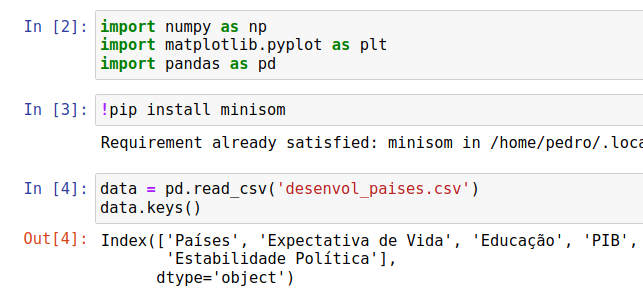 In [2]: import numpy as np
import matplotlib.pyplot as plt
import pandas as pd
In [3]: !pip install minisom
Requirement already satisfied: minisom in /home/pedro/.loca
In [4]: data = pd.read_csv('desenvol_paises.csv')
data.keys()
Out[4]: Index(['Países', 'Expectativa de Vida', 'Educação', 'PIB',
'Estabilidade Política'],
dtype='object')